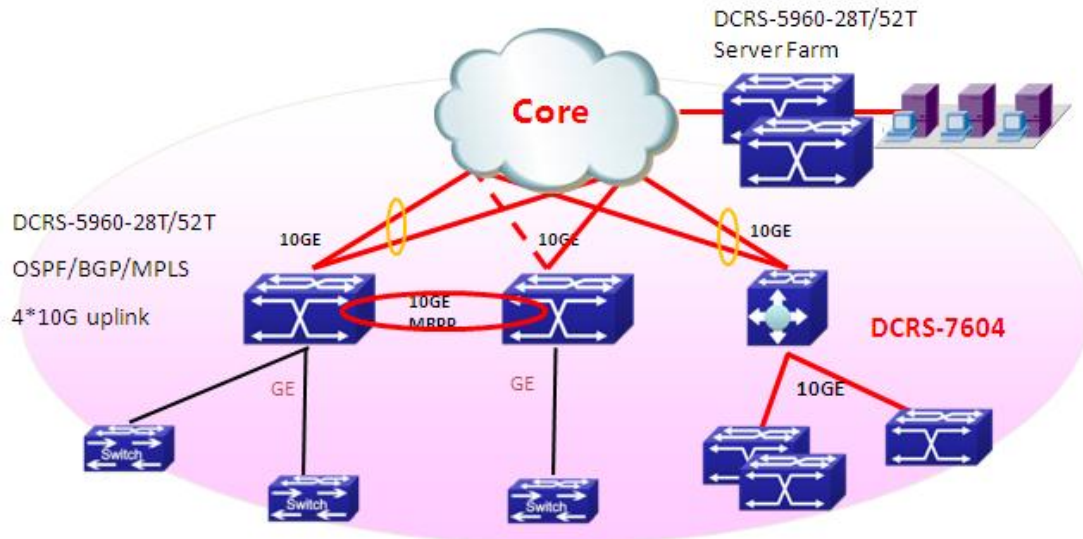 DCRS-5960-28T/52T
Server Farm
Core
DCRS-5960-28T/52T
OSPF/BGP/MPLS
4*10G uplink
10GE
10GE
10GE
10GE
MRPP
DCRS-7604
GE
GE
10GE
Switch
Switch
Switch